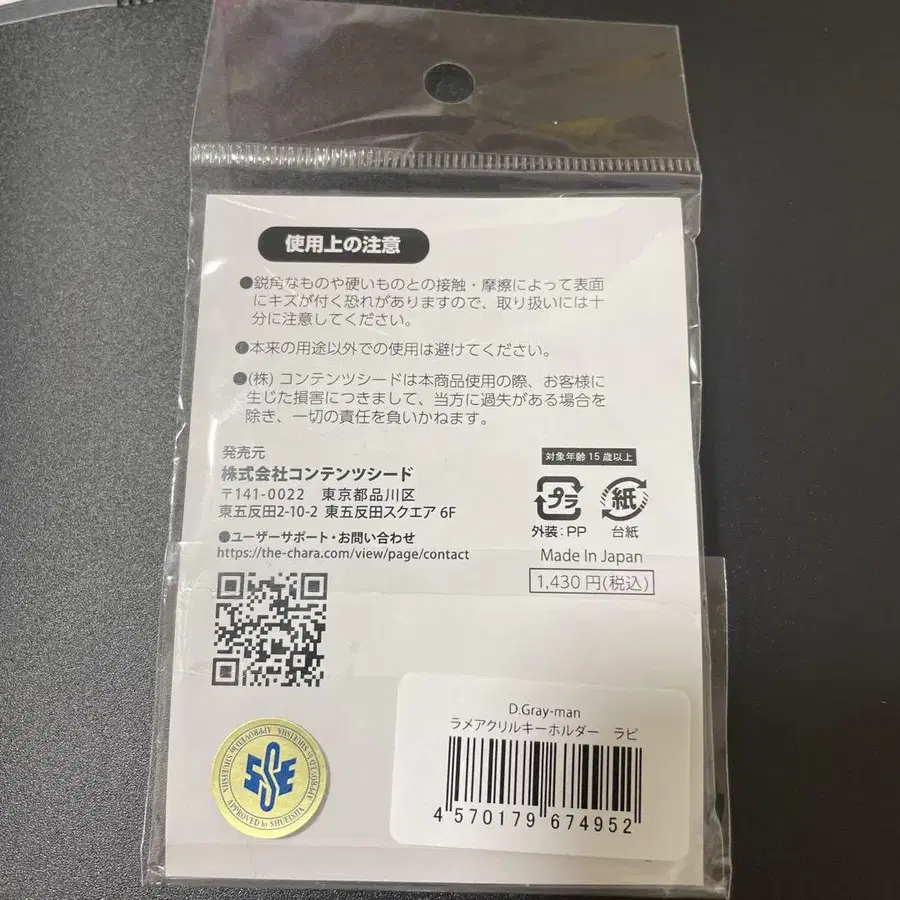 使用上の注意
●鋭角なものや硬いものとの接触・摩擦によって表面
にキズが付く恐れがありますので、取り扱いには十
分に注意してください。
●本来の用途以外での使用は避けてください。
●(株) コンテンツシードは本商品使用の際、お客様に
生じた損害につきまして、当方に過失がある場合を
除き、一切の責任を負いかねます。
発売元
株式会社コンテンツシード
〒141-0022 東京都品川区
東五反田2-10-2 東五反田スクエア 6F
●ユーザーサポート・お問い合わせ
https://the-chara.com/view/page/contact
対象年齢 15 歳以上
プラ
紙
外装：PP
台紙
Made In Japan
1,430 円(税込)
APPROVED by SHUEISHA
APPROVED by SHUEISHA
APPROVED by SHUEISHA
D.Gray-man
ラメアクリルキーホルダー ラビ
4 570179 674952